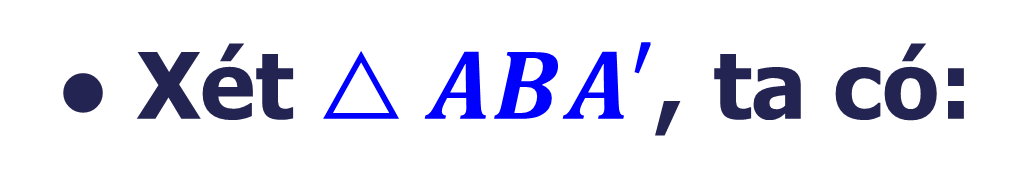 • Xét △ ABA′, ta có: